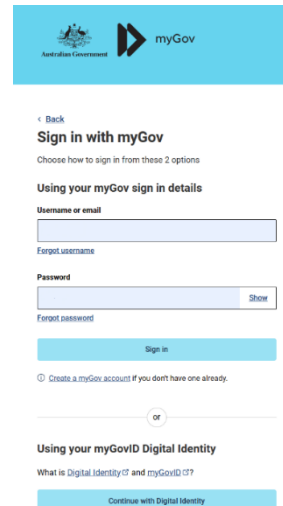 Australian Government
myGov
< Back
Sign in with myGov
Choose how to sign in from these 2 options
Using your myGov sign in details
Username or email
Forgot username
Password
Show
Forgot password
Sign in
Create a myGov account if you don't have one already.
or
Using your myGovID Digital Identity
What is Digital Identity and myGovID?
Continue with Digital Identity